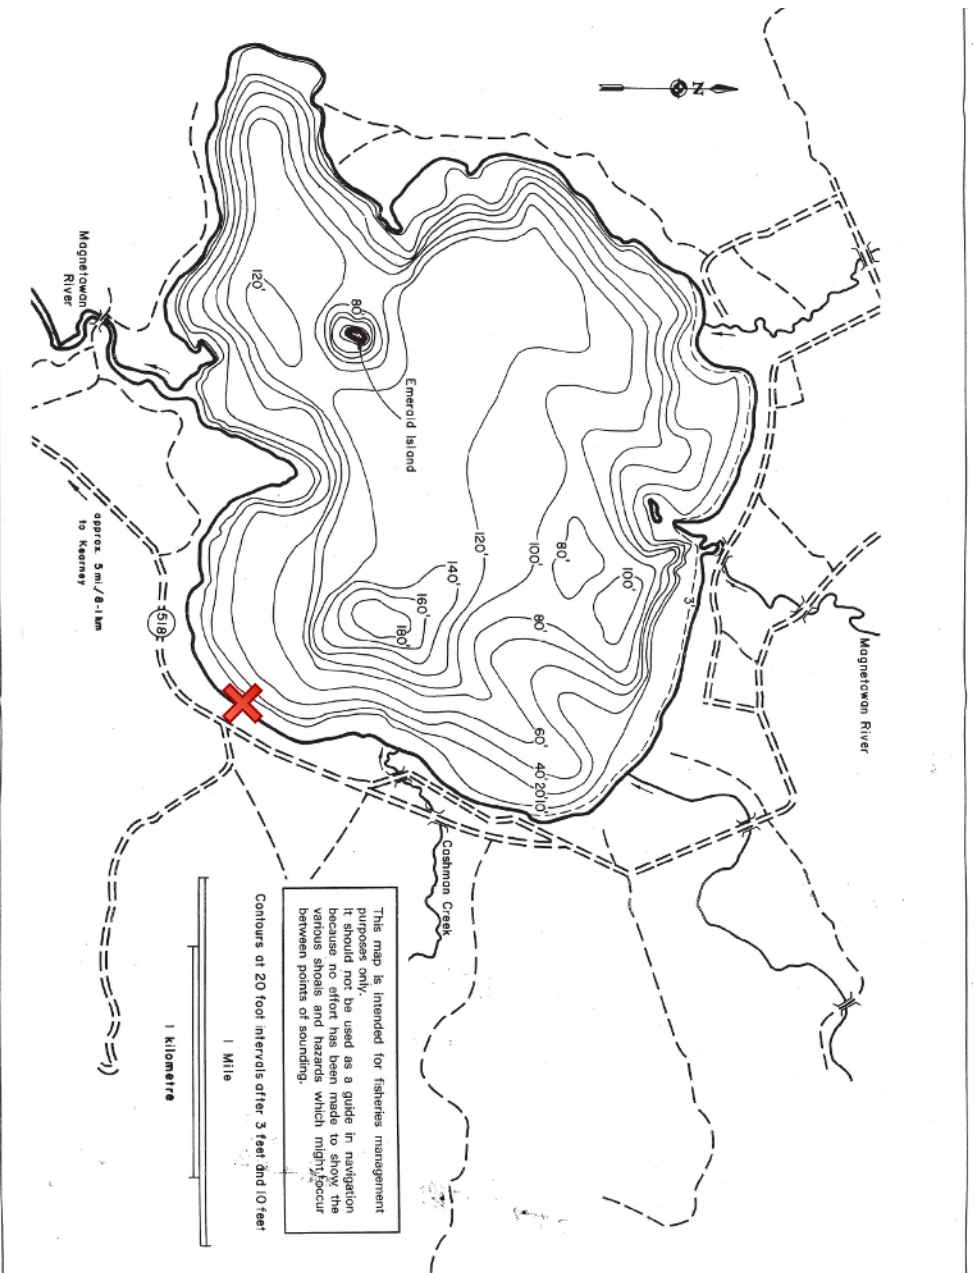 N
Magnetawan
River
120'
80'
Emerald Island
approx. 5 mi./8-1 km
to Kearney
518
120'
100'
80'
100'
140'
160'
180'
80'
3'
60'
40'
20'
10'
Magnetawan River
Cashman Creek
This map is intended for fisheries management
purposes only.
It should not be used as a guide in navigation
because no effort has been made to show the
various shoals and hazards which might occur
between points of sounding.
Contours at 20 foot intervals after 3 feet and 10 feet
1 Mile
1 kilometre